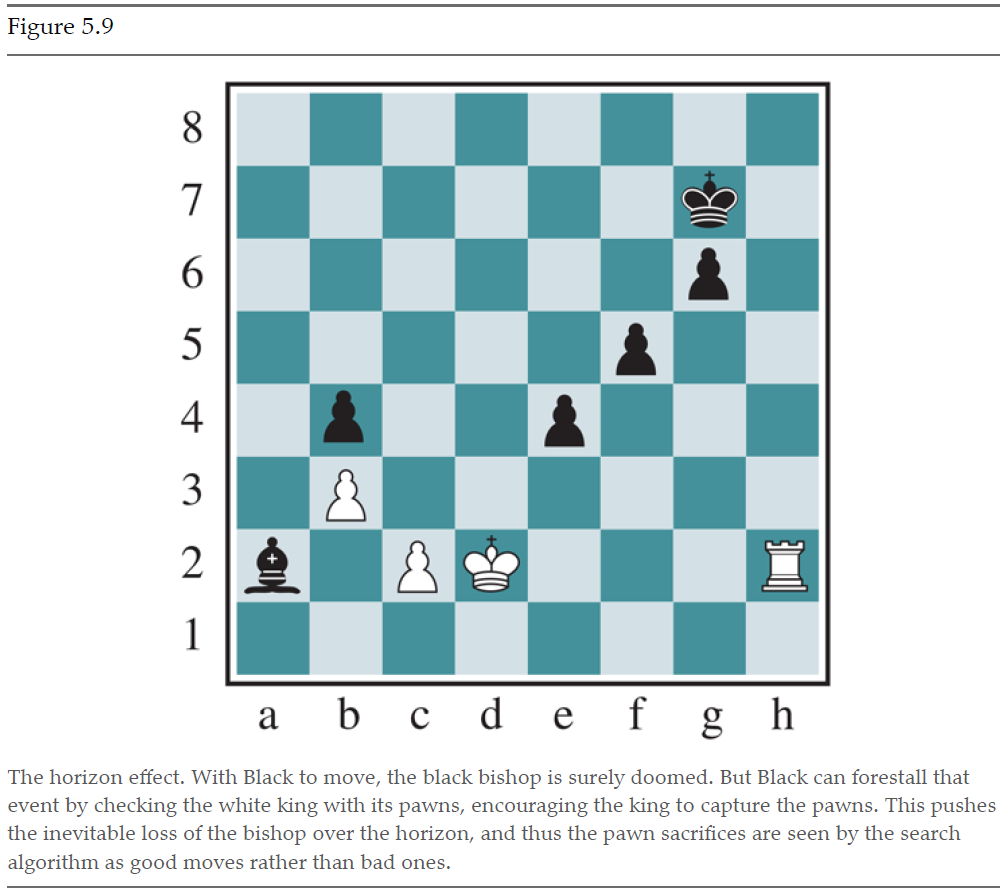 Figure 5.9
8
7
6
5
4
3
2
1
a b c d e f g h
The horizon effect. With Black to move, the black bishop is surely doomed. But Black can forestall that
event by checking the white king with its pawns, encouraging the king to capture the pawns. This pushes
the inevitable loss of the bishop over the horizon, and thus the pawn sacrifices are seen by the search
algorithm as good moves rather than bad ones.